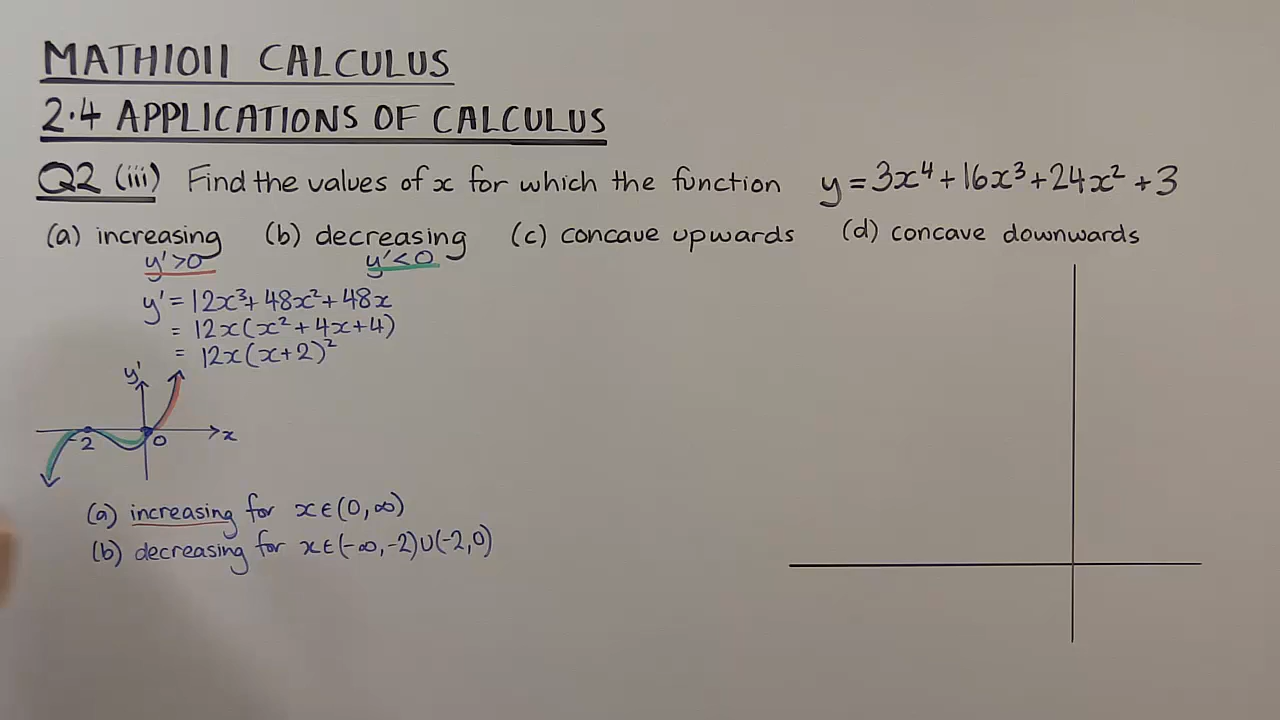 MATH1011 CALCULUS
2.4 APPLICATIONS OF CALCULUS
Q2 (iii) Find the values of x for which the function y = 3x⁴ + 16x³ + 24x² + 3
(a) increasing (b) decreasing (c) concave upwards (d) concave downwards
y' > 0 y' < 0
y' = 12x³ + 48x² + 48x
= 12x(x² + 4x + 4)
= 12x(x+2)²
y'
-2 0 x
(a) increasing for x∈(0,∞)
(b) decreasing for x∈(-∞,-2)∪(-2,0)